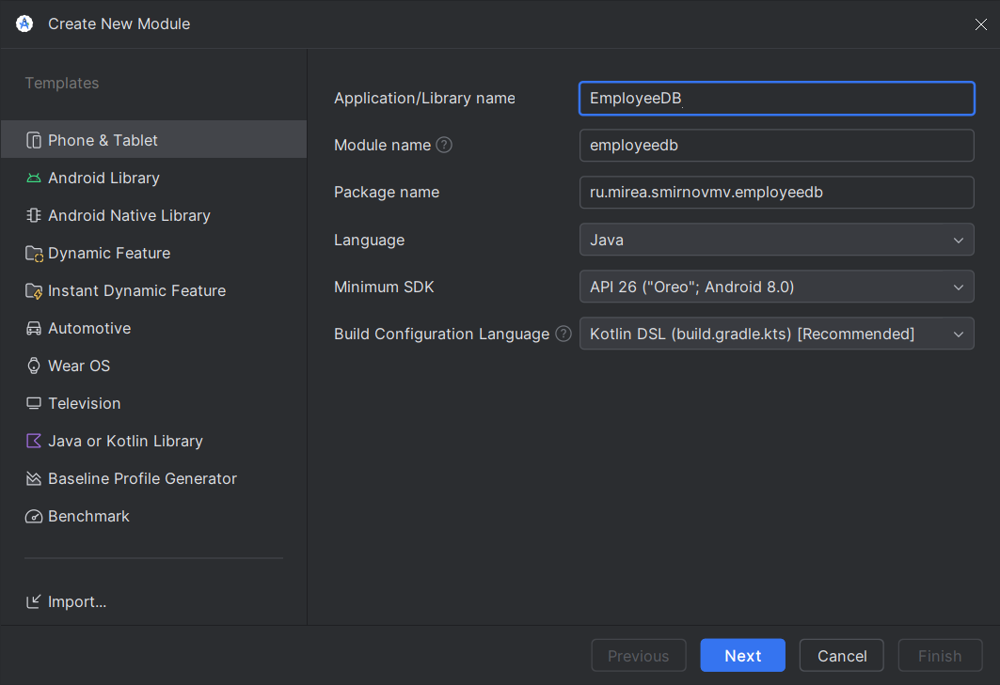 Create New Module
Templates
Phone & Tablet
Android Library
Android Native Library
Dynamic Feature
Instant Dynamic Feature
Automotive
Wear OS
Television
Java or Kotlin Library
Baseline Profile Generator
Benchmark
Import...
Application/Library name
EmployeeDB
Module name ?
employeedb
Package name
ru.mirea.smirnovmv.employeedb
Language
Java
Minimum SDK
API 26 ("Oreo"; Android 8.0)
Build Configuration Language ?
Kotlin DSL (build.gradle.kts) [Recommended]
Previous
Next
Cancel
Finish